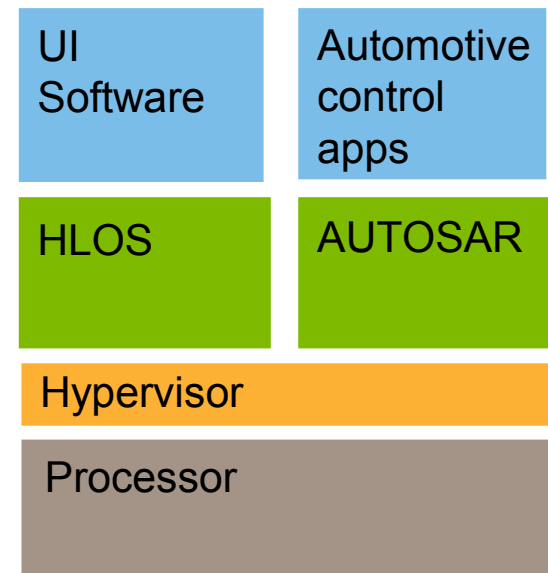 UI
Software
Automotive
control
apps
HLOS
AUTOSAR
Hypervisor
Processor